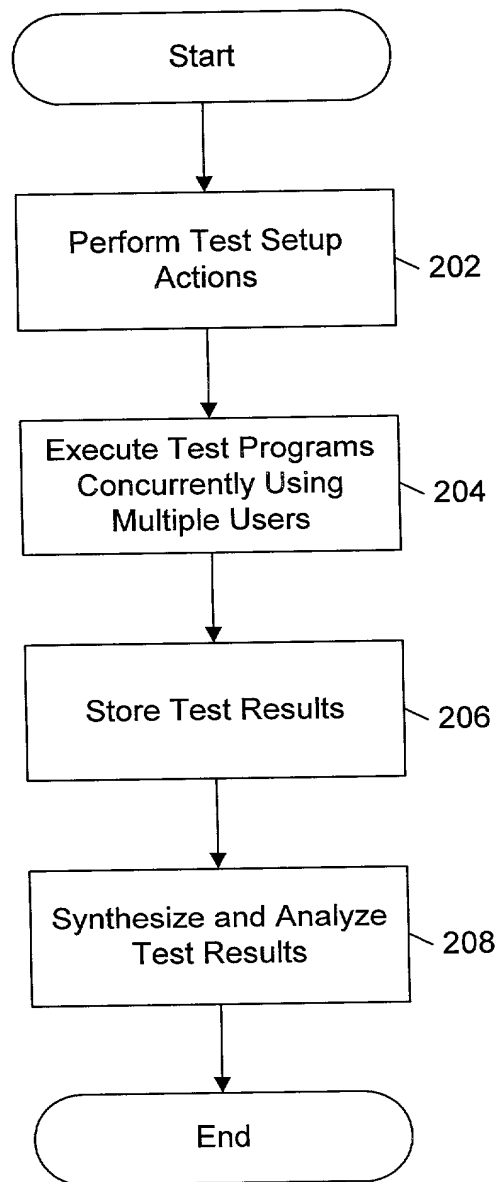 Start
Perform Test Setup
Actions
202
Execute Test Programs
Concurrently Using
Multiple Users
204
Store Test Results
206
Synthesize and Analyze
Test Results
208
End